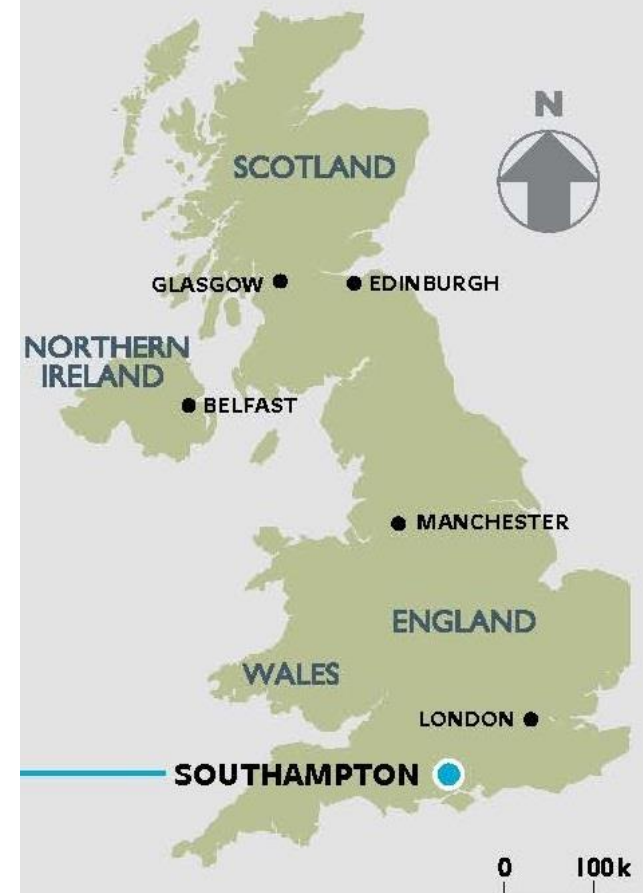 N
SCOTLAND
GLASGOW
EDINBURGH
NORTHERN
IRELAND
BELFAST
MANCHESTER
ENGLAND
WALES
LONDON
SOUTHAMPTON
0 100k